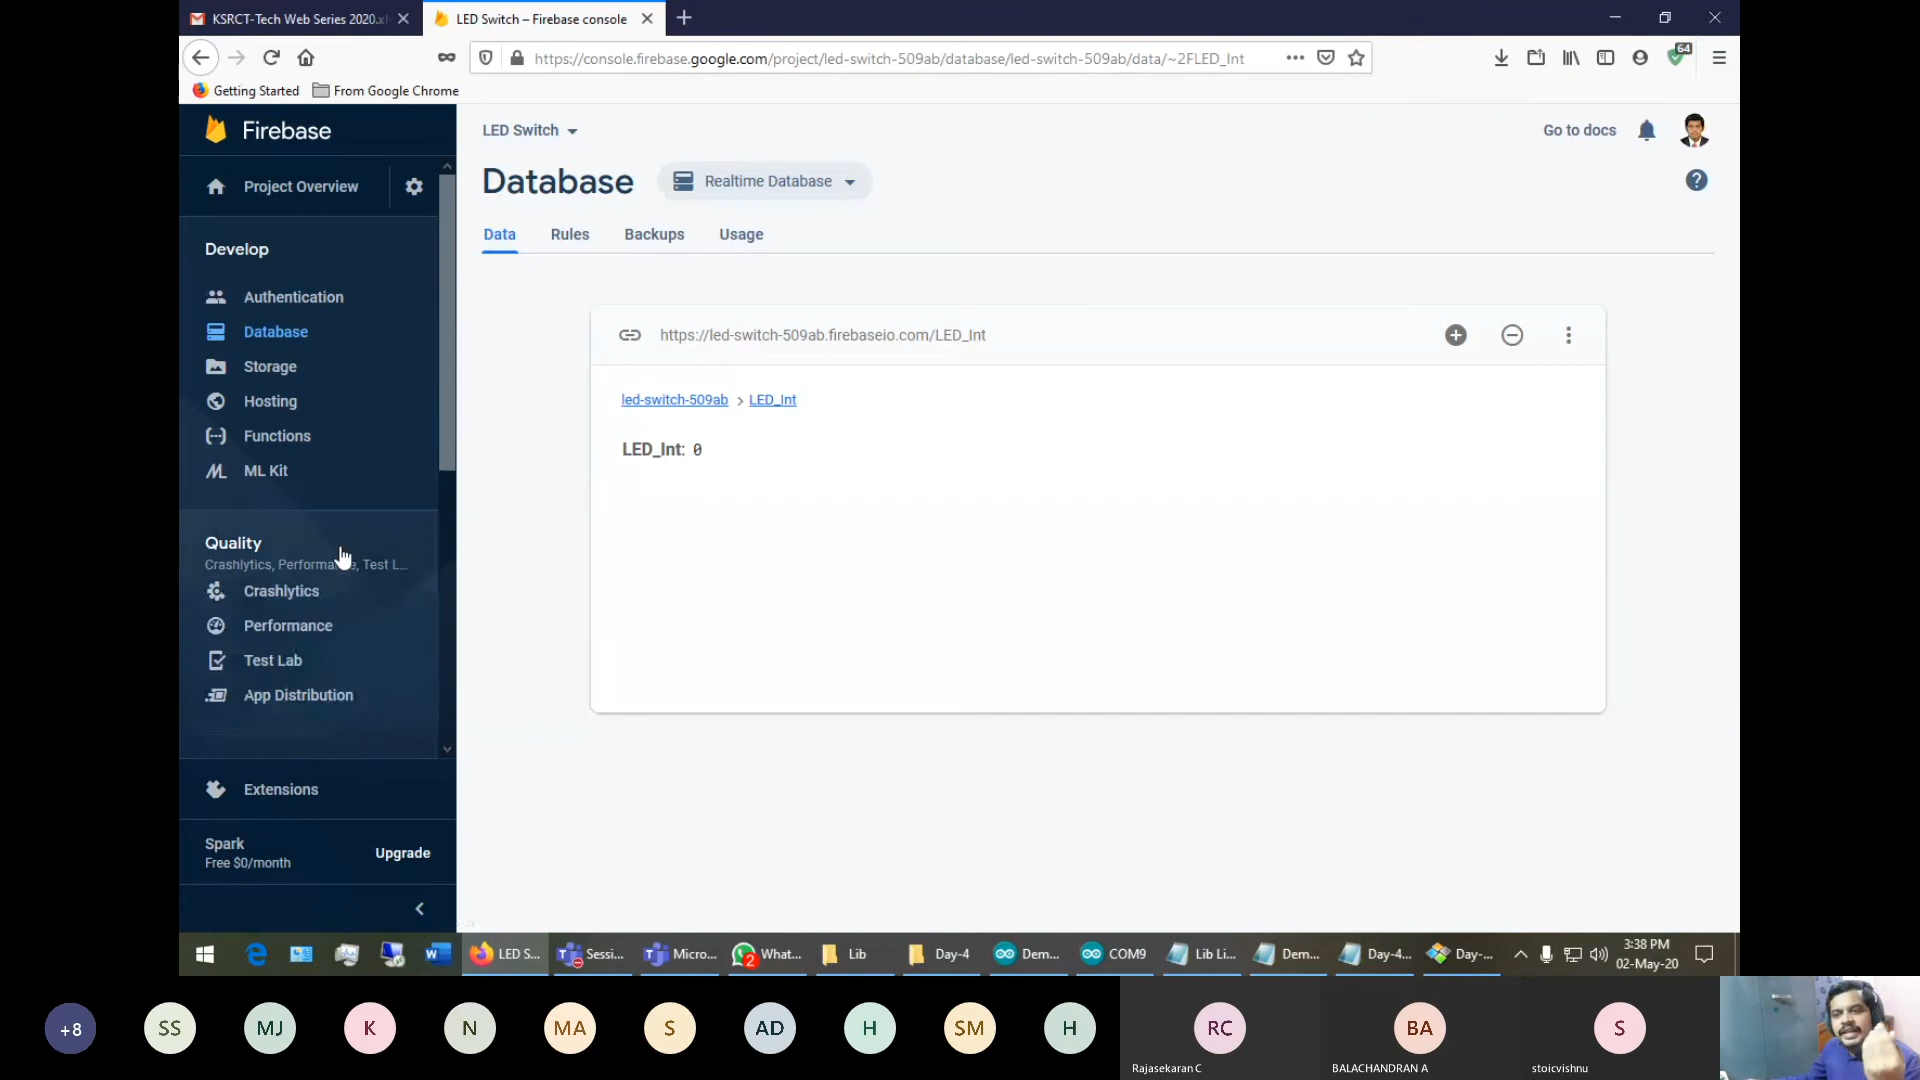 KSRCT-Tech Web Series 2020.x
LED Switch – Firebase console
https://console.firebase.google.com/project/led-switch-509ab/database/led-switch-509ab/data/~2FLED_Int
64
Getting Started
From Google Chrome
Firebase
LED Switch
Go to docs
Project Overview
Database
Realtime Database
Data
Rules
Backups
Usage
Develop
Authentication
Database
Storage
Hosting
Functions
ML Kit
https://led-switch-509ab.firebaseio.com/LED_Int
led-switch-509ab > LED_Int
LED_Int: 0
Quality
Crashlytics, Performa e, Test L...
Crashlytics
Performance
Test Lab
App Distribution
Extensions
Spark
Free $0/month
Upgrade
LED S...
Sessi...
Micro...
2
What...
Lib
Day-4
Dem...
COM9
Lib Li...
Dem...
Day-4...
Day-...
3:38 PM
02-May-20
+8
SS
MJ
K
N
MA
S
AD
H
SM
H
RC
BA
S
Rajasekaran C
BALACHANDRAN A
stoicvishnu